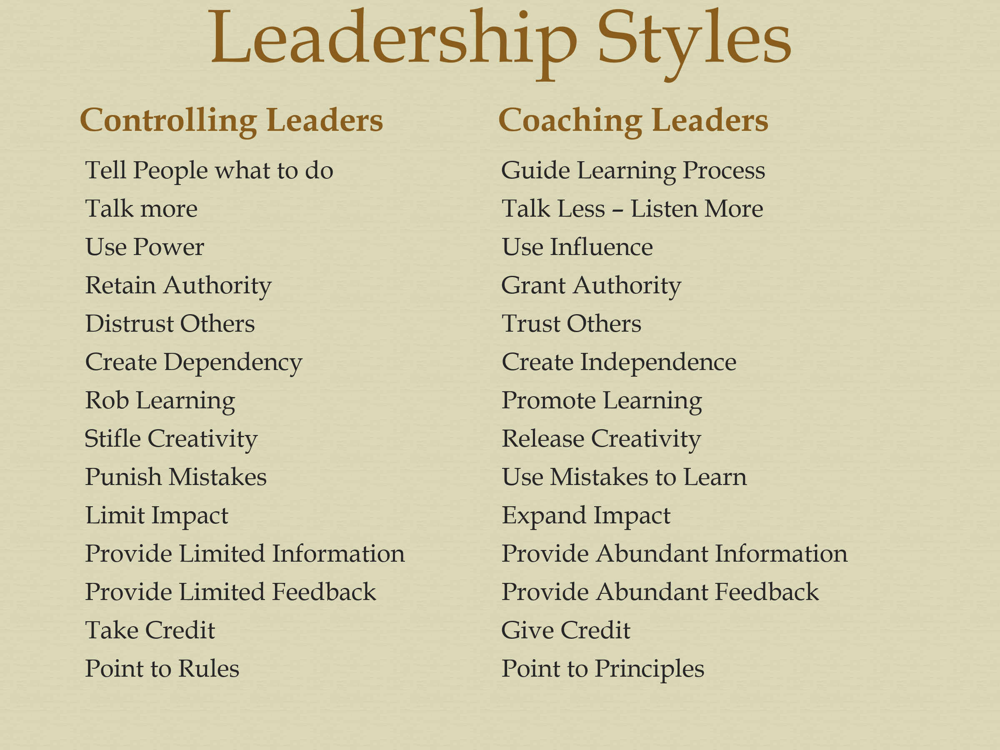 Leadership Styles
Controlling Leaders
Tell People what to do
Talk more
Use Power
Retain Authority
Distrust Others
Create Dependency
Rob Learning
Stifle Creativity
Punish Mistakes
Limit Impact
Provide Limited Information
Provide Limited Feedback
Take Credit
Point to Rules
Coaching Leaders
Guide Learning Process
Talk Less – Listen More
Use Influence
Grant Authority
Trust Others
Create Independence
Promote Learning
Release Creativity
Use Mistakes to Learn
Expand Impact
Provide Abundant Information
Provide Abundant Feedback
Give Credit
Point to Principles